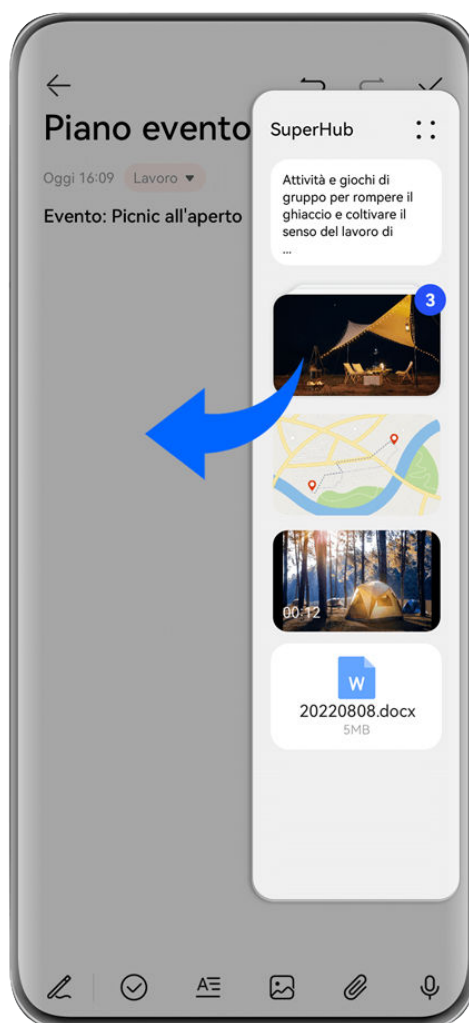 Piano evento
Oggi 16:09 Lavoro
Evento: Picnic all'aperto
SuperHub
Attività e giochi di
gruppo per rompere il
ghiaccio e coltivare il
senso del lavoro di
...
3
00:12
W
20220808.docx
5MB